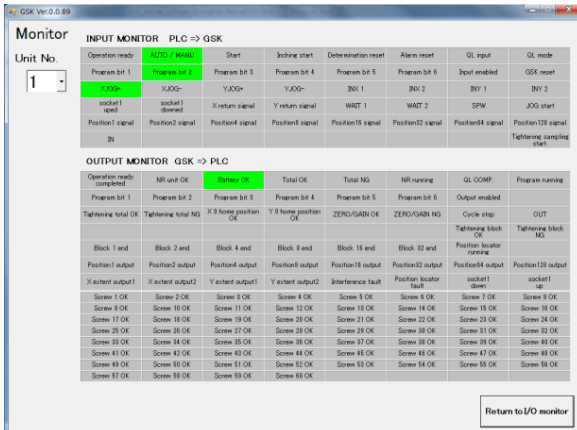 GSK Ver.0.0.89
Monitor
INPUT MONITOR PLC => GSK
Unit No.
1
Operation ready AUTO / MANU Start Inching start Determination reset Alarm reset QL input QL mode
Program bit 1 Program bit 2 Program bit 3 Program bit 4 Program bit 5 Program bit 6 Input enabled GSK reset
XJOG+ XJOG- YJOG+ YJOG- INX 1 INX 2 INY 1 INY 2
socket1 uped socket1 downed X return signal Y return signal WAIT 1 WAIT 2 SPW JOG start
Position1 signal Position2 signal Position4 signal Position8 signal Position16 signal Position32 signal Position64 signal Position128 signal
IN Tightening sampling start
OUTPUT MONITOR GSK => PLC
Operation ready completed NR unit OK Battery OK Total OK Total NG NR running QL COMP. Program running
Program bit 1 Program bit 2 Program bit 3 Program bit 4 Program bit 5 Program bit 6 Output enabled
Tightening total OK Tightening total NG X 0 home position OK Y 0 home position OK ZERO/GAIN OK ZERO/GAIN NG Cycle stop OUT
Tightening block OK Tightening block NG
Block 1 end Block 2 end Block 4 end Block 8 end Block 16 end Block 32 end Position locator running
Position1 output Position2 output Position4 output Position8 output Position16 output Position32 output Position64 output Position128 output
X extent output1 X extent output2 Y extent output1 Y extent output2 Interference fault Position locator fault socket1 down socket1 up
Screw 1 OK Screw 2 OK Screw 3 OK Screw 4 OK Screw 5 OK Screw 6 OK Screw 7 OK Screw 8 OK
Screw 9 OK Screw 10 OK Screw 11 OK Screw 12 OK Screw 13 OK Screw 14 OK Screw 15 OK Screw 16 OK
Screw 17 OK Screw 18 OK Screw 19 OK Screw 20 OK Screw 21 OK Screw 22 OK Screw 23 OK Screw 24 OK
Screw 25 OK Screw 26 OK Screw 27 OK Screw 28 OK Screw 29 OK Screw 30 OK Screw 31 OK Screw 32 OK
Screw 33 OK Screw 34 OK Screw 35 OK Screw 36 OK Screw 37 OK Screw 38 OK Screw 39 OK Screw 40 OK
Screw 41 OK Screw 42 OK Screw 43 OK Screw 44 OK Screw 45 OK Screw 46 OK Screw 47 OK Screw 48 OK
Screw 49 OK Screw 50 OK Screw 51 OK Screw 52 OK Screw 53 OK Screw 54 OK Screw 55 OK Screw 56 OK
Screw 57 OK Screw 58 OK Screw 59 OK Screw 60 OK
Return to I/O monitor